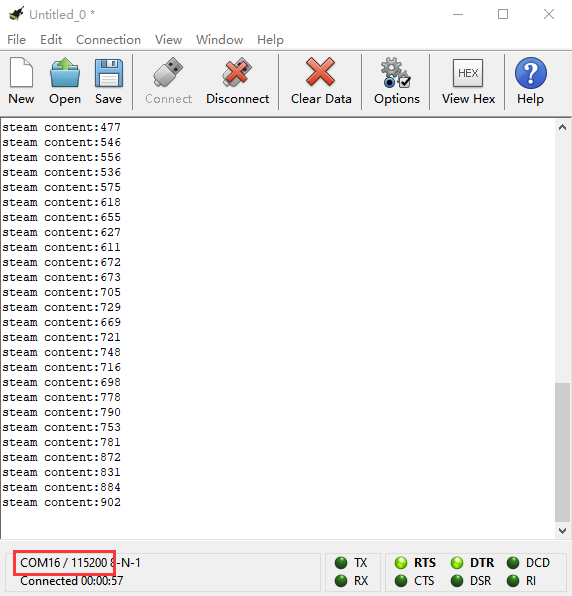 Untitled_0 *
File Edit Connection View Window Help
New Open Save Connect Disconnect Clear Data Options HEX View Hex ? Help
steam content:477
steam content:546
steam content:556
steam content:536
steam content:575
steam content:618
steam content:655
steam content:627
steam content:611
steam content:672
steam content:673
steam content:705
steam content:729
steam content:669
steam content:721
steam content:748
steam content:716
steam content:698
steam content:778
steam content:790
steam content:753
steam content:781
steam content:872
steam content:831
steam content:884
steam content:902
COM16 / 115200 8-N-1
Connected 00:00:57
TX RTS DTR DCD
RX CTS DSR RI